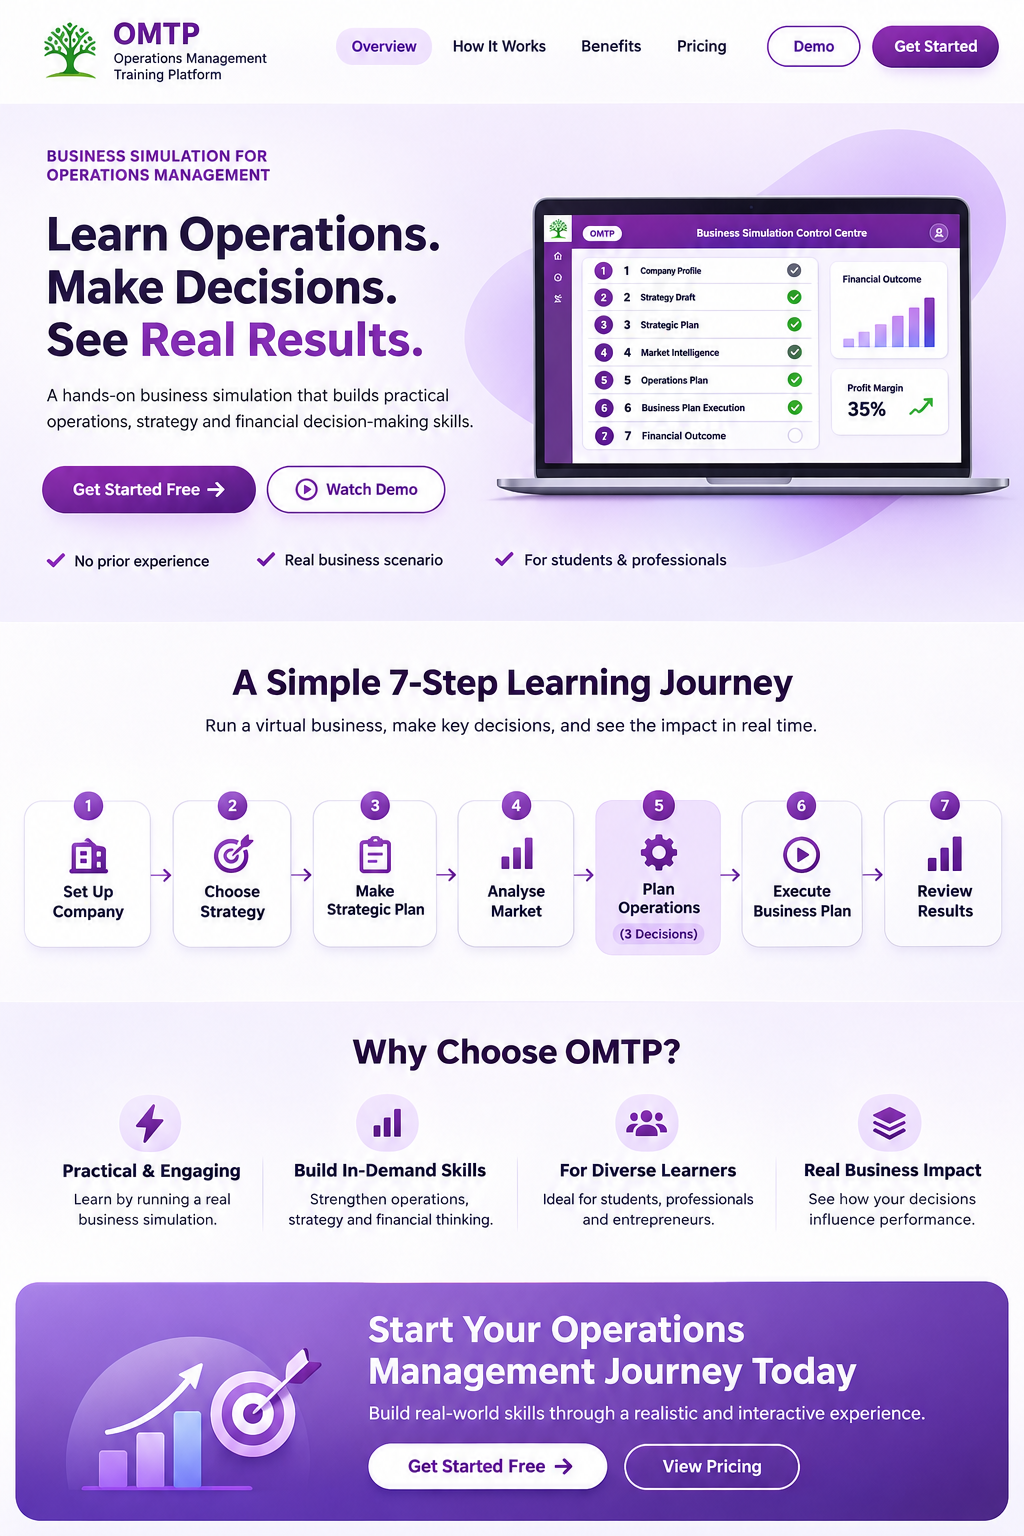 OMTP
Operations Management
Training Platform
Overview
How It Works
Benefits
Pricing
Demo
Get Started
BUSINESS SIMULATION FOR
OPERATIONS MANAGEMENT
Learn Operations.
Make Decisions.
See Real Results.
A hands-on business simulation that builds practical
operations, strategy and financial decision-making skills.
Get Started Free
Watch Demo
No prior experience
Real business scenario
For students & professionals
OMTP
Business Simulation Control Centre
1 1 Company Profile
2 2 Strategy Draft
3 3 Strategic Plan
4 4 Market Intelligence
5 5 Operations Plan
6 6 Business Plan Execution
7 7 Financial Outcome
Financial Outcome
Profit Margin
35%
A Simple 7-Step Learning Journey
Run a virtual business, make key decisions, and see the impact in real time.
1
Set Up
Company
2
Choose
Strategy
3
Make
Strategic Plan
4
Analyse
Market
5
Plan
Operations
(3 Decisions)
6
Execute
Business Plan
7
Review
Results
Why Choose OMTP?
Practical & Engaging
Learn by running a real
business simulation.
Build In-Demand Skills
Strengthen operations,
strategy and financial thinking.
For Diverse Learners
Ideal for students, professionals
and entrepreneurs.
Real Business Impact
See how your decisions
influence performance.
Start Your Operations
Management Journey Today
Build real-world skills through a realistic and interactive experience.
Get Started Free
View Pricing